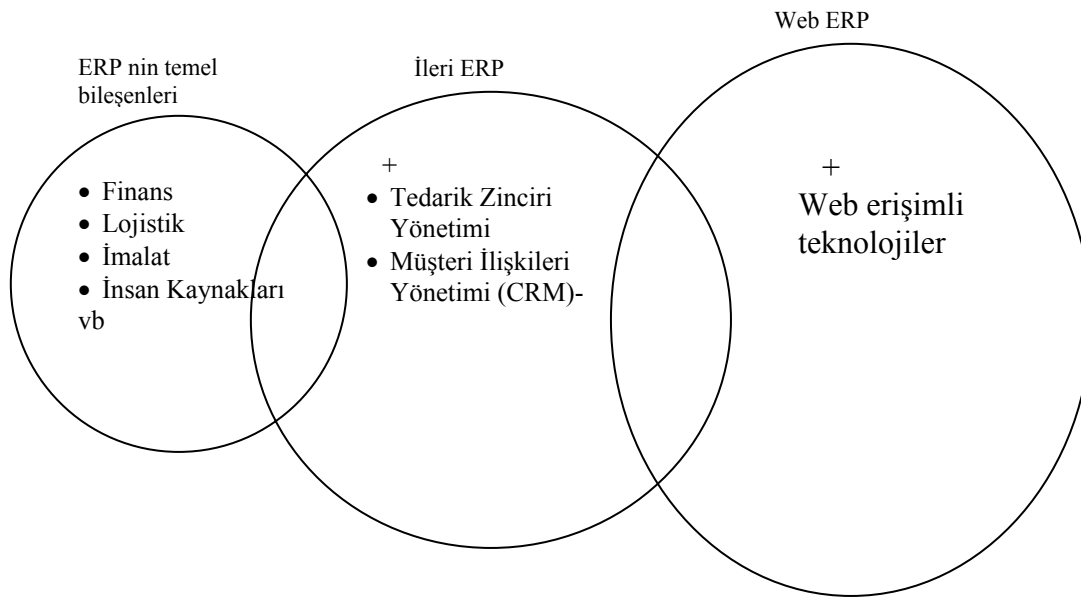 ERP nin temel
bileşenleri
• Finans
• Lojistik
• İmalat
• İnsan Kaynakları
vb
İleri ERP
+
• Tedarik Zinciri
Yönetimi
• Müşteri İlişkileri
Yönetimi (CRM)-
Web ERP
+
Web erişimli
teknolojiler